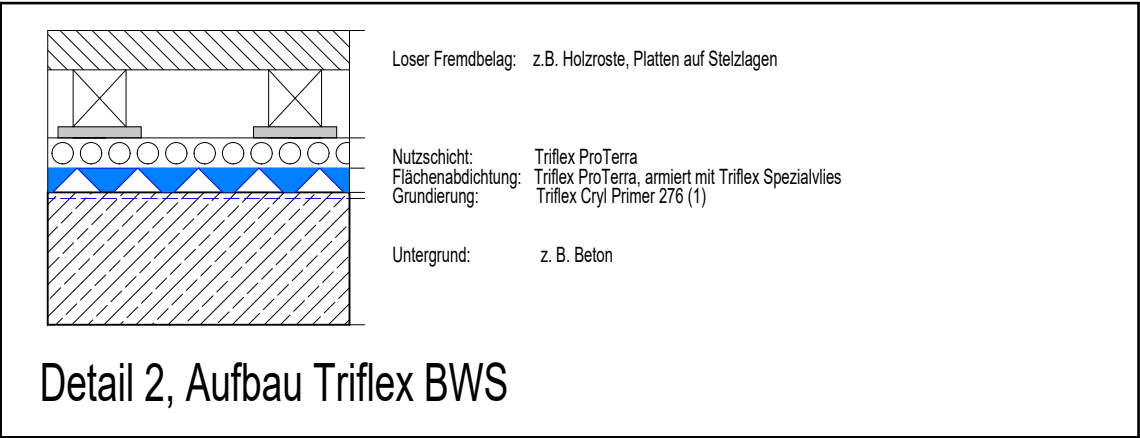 Loser Fremdbelag: z.B. Holzroste, Platten auf Stelzlagen
Nutzschicht: Triflex ProTerra
Flächenabdichtung: Triflex ProTerra, armiert mit Triflex Spezialvlies
Grundierung: Triflex Cryl Primer 276 (1)
Untergrund: z. B. Beton
Detail 2, Aufbau Triflex BWS